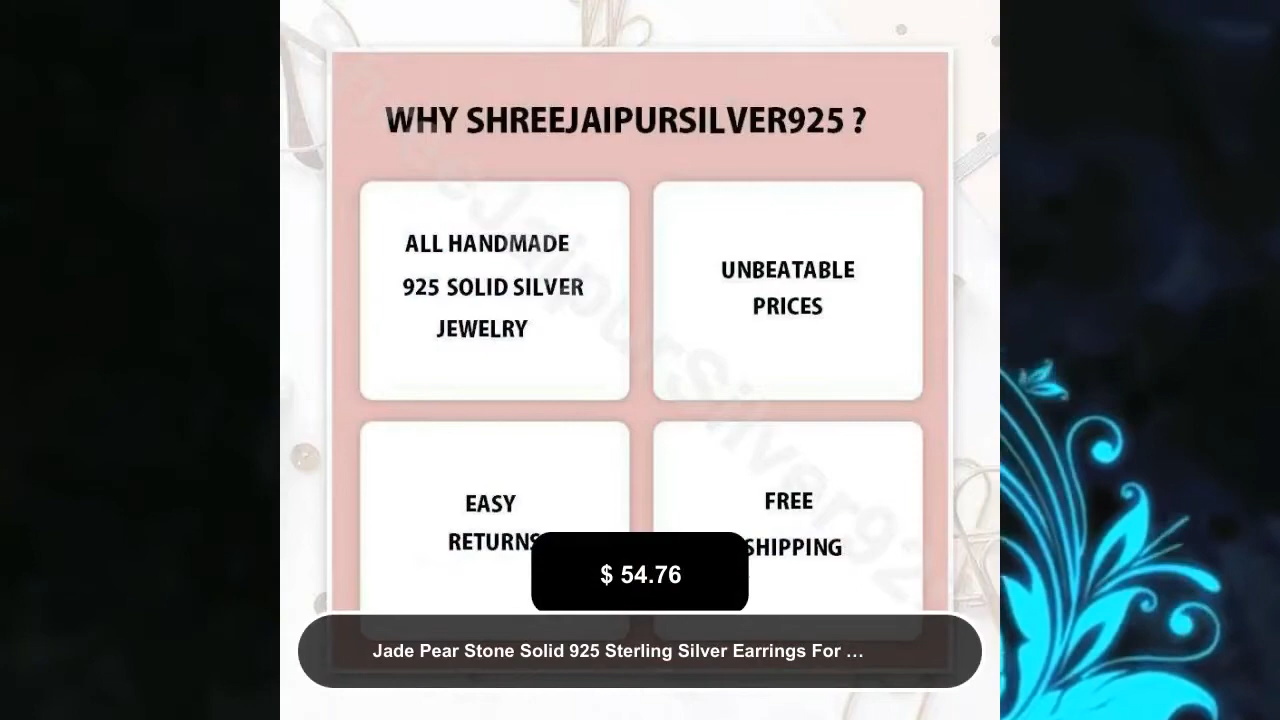 WHY SHREEJAIPURSILVER925 ?
ALL HANDMADE
925 SOLID SILVER
JEWELRY
UNBEATABLE
PRICES
EASY
RETURNS
FREE
SHIPPING
$ 54.76
Jade Pear Stone Solid 925 Sterling Silver Earrings For ...